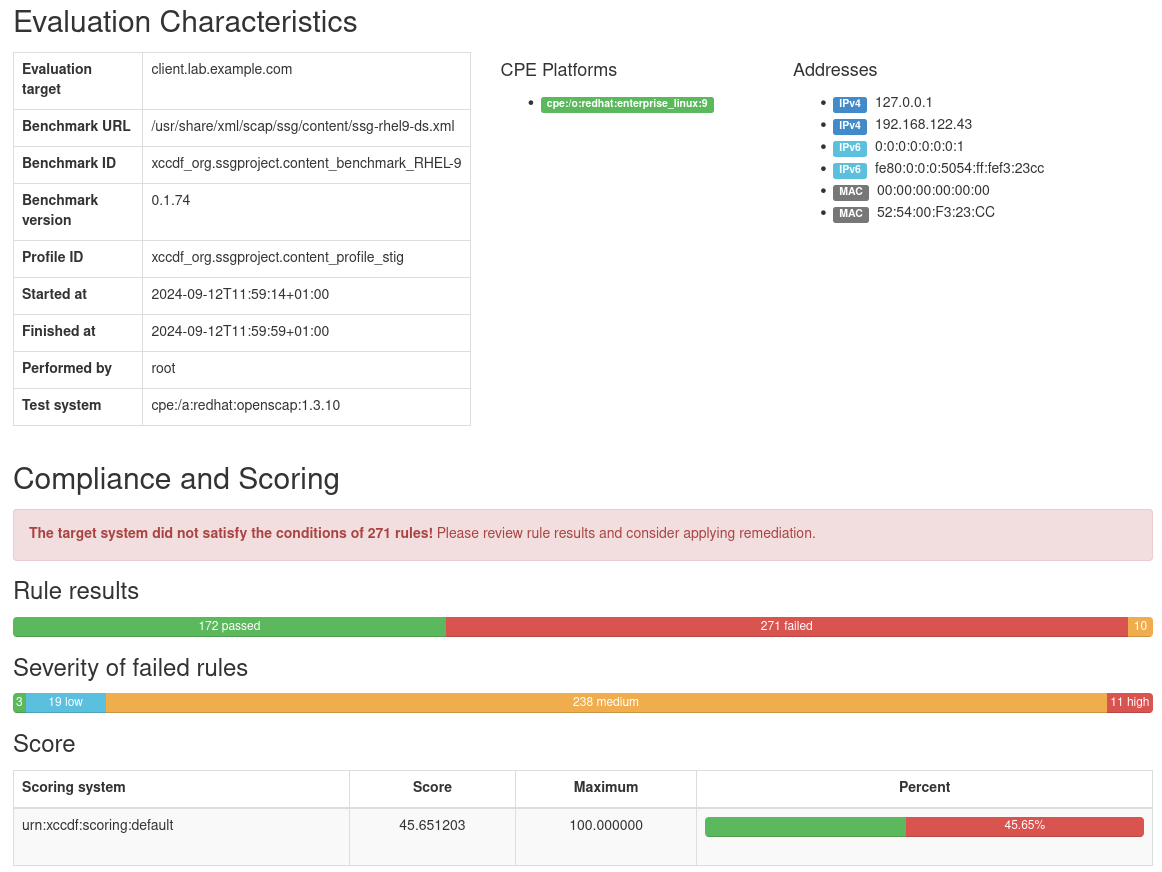 Evaluation Characteristics
Evaluation
target
client.lab.example.com
Benchmark URL
/usr/share/xml/scap/ssg/content/ssg-rhel9-ds.xml
Benchmark ID
xccdf_org.ssgproject.content_benchmark_RHEL-9
Benchmark
version
0.1.74
Profile ID
xccdf_org.ssgproject.content_profile_stig
Started at
2024-09-12T11:59:14+01:00
Finished at
2024-09-12T11:59:59+01:00
Performed by
root
Test system
cpe:/a:redhat:openscap:1.3.10
CPE Platforms
cpe:/o:redhat:enterprise_linux:9
Addresses
IPv4 127.0.0.1
IPv4 192.168.122.43
IPv6 0:0:0:0:0:0:0:1
IPv6 fe80:0:0:0:5054:ff:fef3:23cc
MAC 00:00:00:00:00:00
MAC 52:54:00:F3:23:CC
Compliance and Scoring
The target system did not satisfy the conditions of 271 rules! Please review rule results and consider applying remediation.
Rule results
172 passed 271 failed 10
Severity of failed rules
3 19 low 238 medium 11 high
Score
Scoring system Score Maximum Percent
urn:xccdf:scoring:default 45.651203 100.000000 45.65%